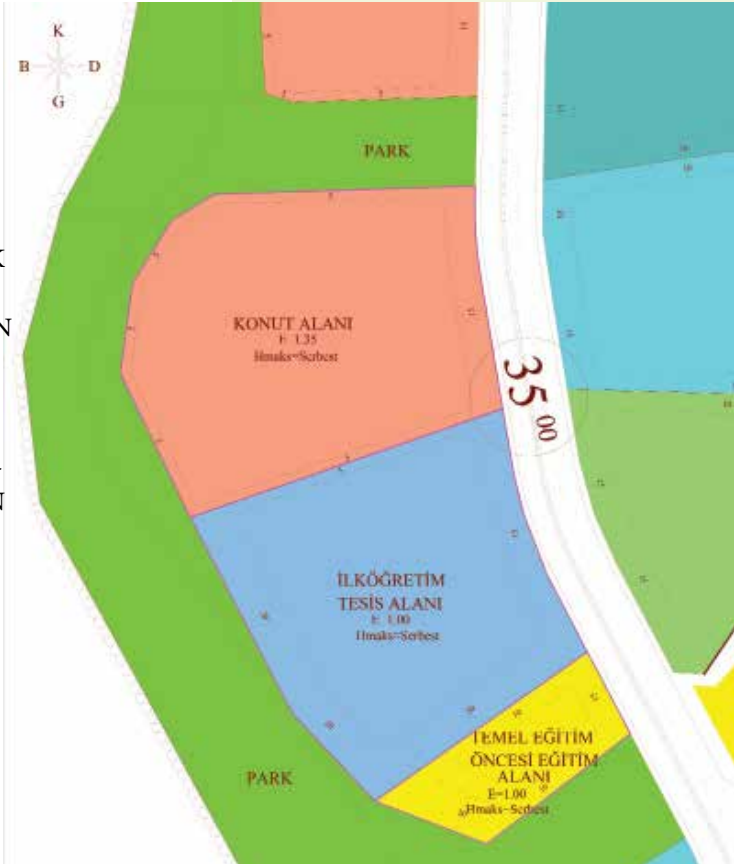 K
B D
G
PARK
K
N
KONUT ALANI
E 1.35
Hmaks=Serbest
35 00
N
İLKÖĞRETİM
TESİS ALANI
E 1.00
Hmaks=Serbest
TEMEL EĞİTİM
ÖNCESİ EĞİTİM
ALANI
E=1.00
Hmaks=Serbest
PARK